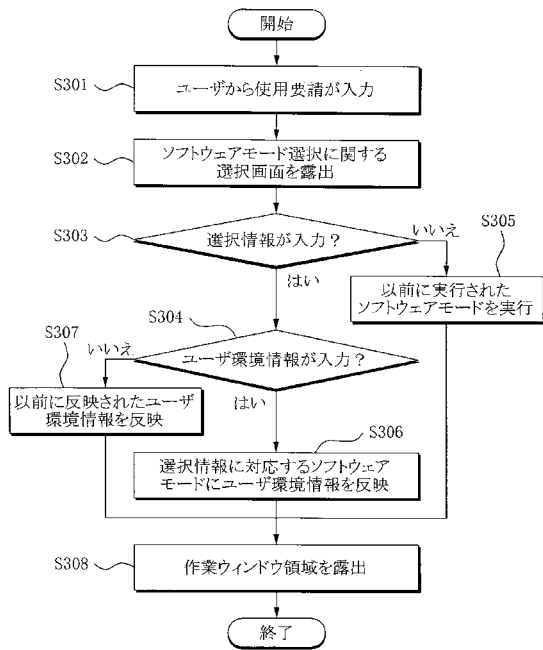 開始
S301
ユーザから使用要請が入力
S302
ソフトウェアモード選択に関する
選択画面を露出
S303
選択情報が入力？
いいえ
S305
はい
以前に実行された
ソフトウェアモードを実行
S304
ユーザ環境情報が入力？
S307
いいえ
以前に反映されたユーザ
環境情報を反映
はい
S306
選択情報に対応するソフトウェア
モードにユーザ環境情報を反映
S308
作業ウィンドウ領域を露出
終了